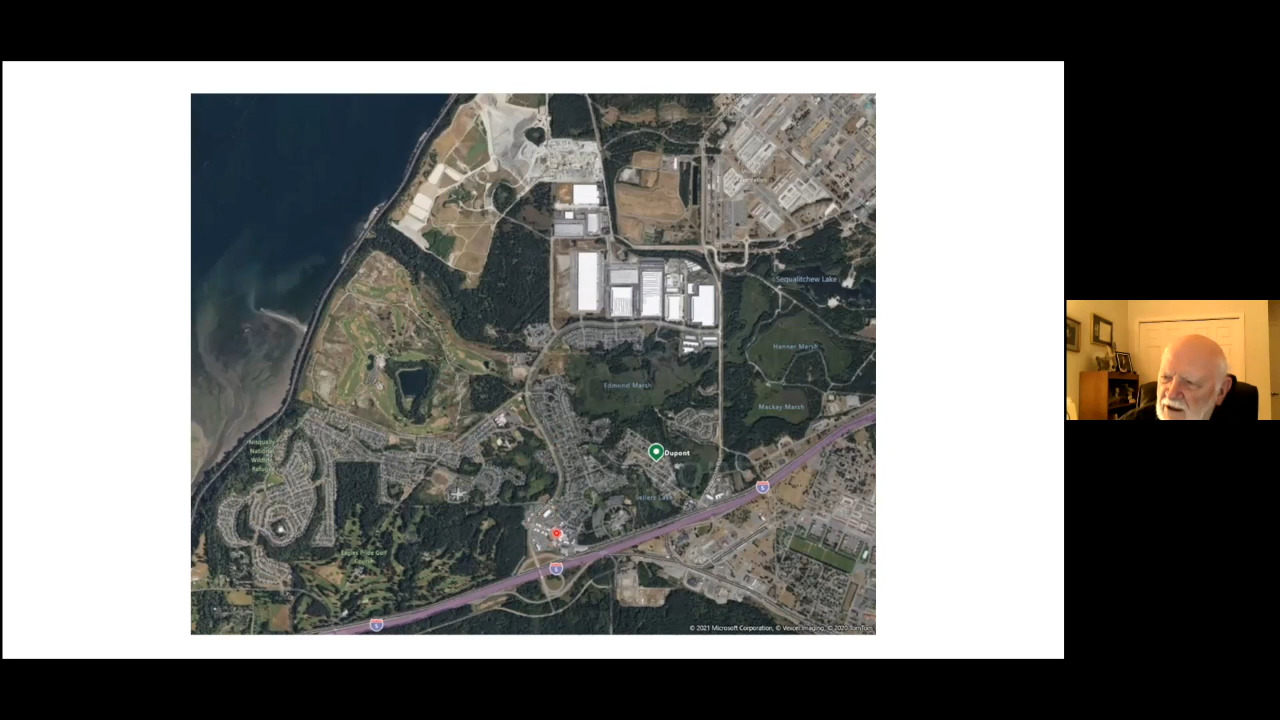 Sequalitchew Lake
Hanner Marsh
Edmond Marsh
Mackay Marsh
Nisqually
National
Wildlife
Refuge
Dupont
5
Sellers Lake
Eagles Pride Golf
5
5
© 2021 Microsoft Corporation, © Vexcel Imaging, © 2020 TomTom